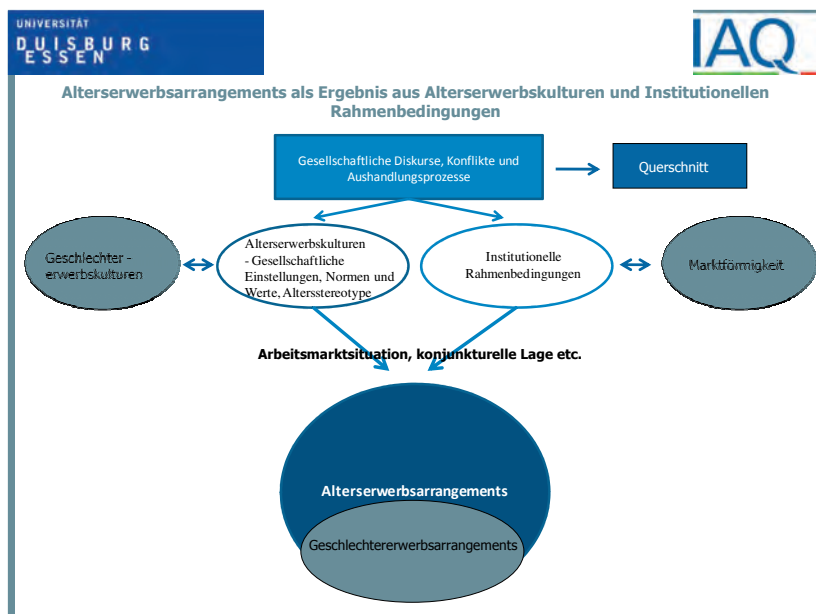 UNIVERSITÄT
DUISBURG
ESSEN
IAQ
Alterserwerbsarrangements als Ergebnis aus Alterserwerbskulturen und Institutionellen
Rahmenbedingungen
Gesellschaftliche Diskurse, Konflikte und
Aushandlungsprozesse
Querschnitt
Geschlechter -
erwerbskulturen
Alterserwerbskulturen
- Gesellschaftliche
Einstellungen, Normen und
Werte, Altersstereotype
Institutionelle
Rahmenbedingungen
Marktförmigkeit
Arbeitsmarktsituation, konjunkturelle Lage etc.
Alterserwerbsarrangements
Geschlechtererwerbsarrangements